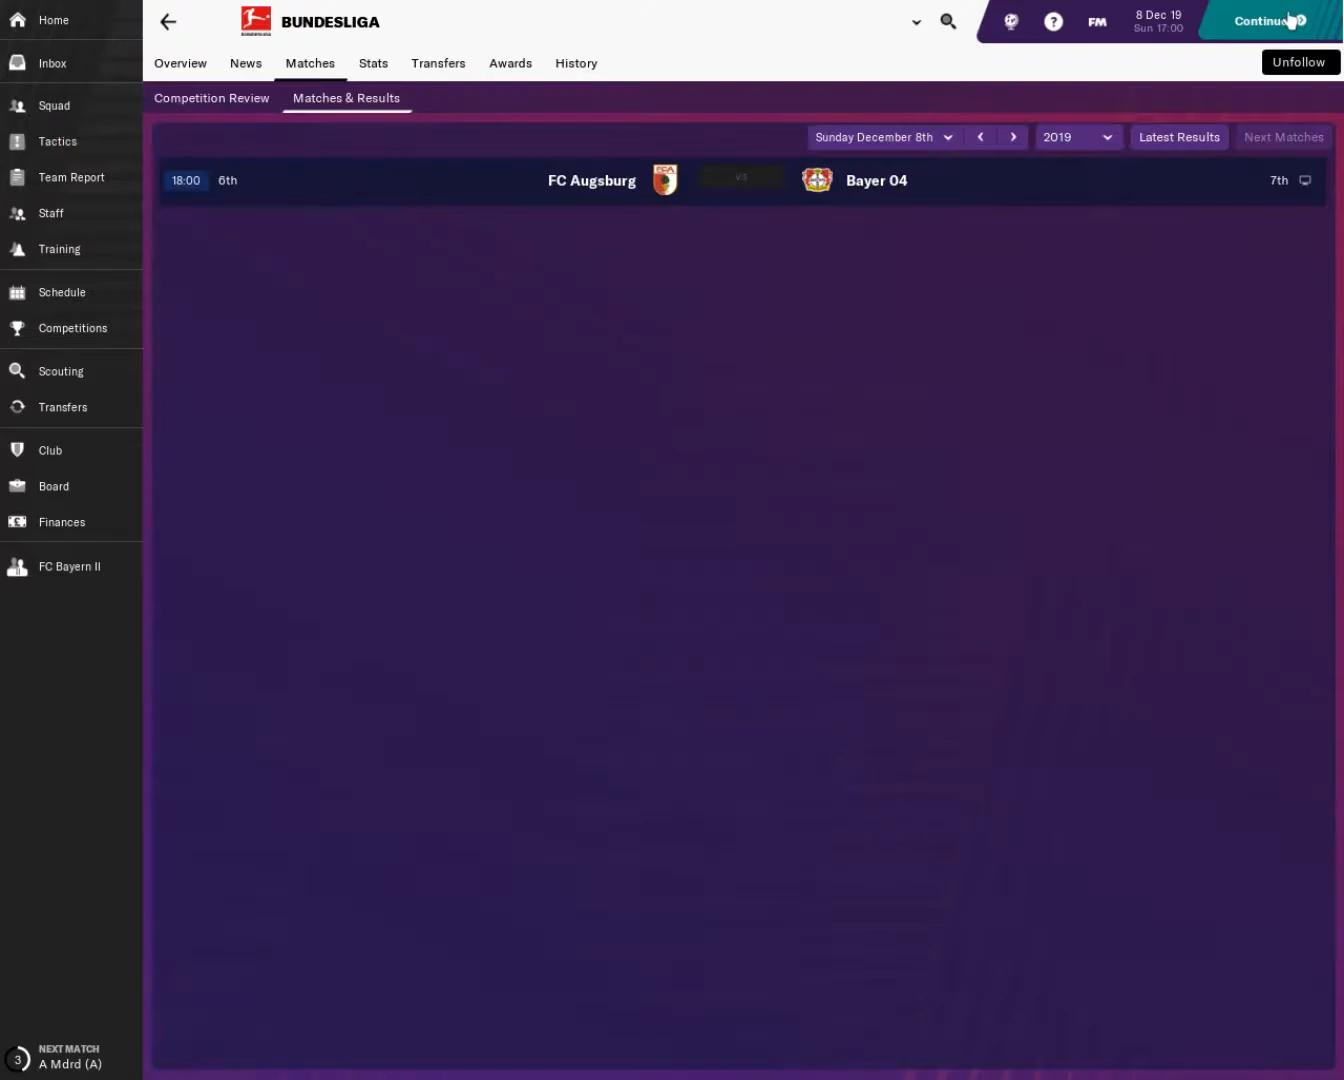 Home
Inbox
Squad
Tactics
Team Report
Staff
Training
Schedule
Competitions
Scouting
Transfers
Club
Board
Finances
FC Bayern II
3
NEXT MATCH
A Mdrd (A)
BUNDESLIGA
FM
8 Dec 19
Sun 17:00
Continue
Overview
News
Matches
Stats
Transfers
Awards
History
Unfollow
Competition Review
Matches & Results
Sunday December 8th
2019
Latest Results
Next Matches
18:00 6th FC Augsburg vs Bayer 04 7th